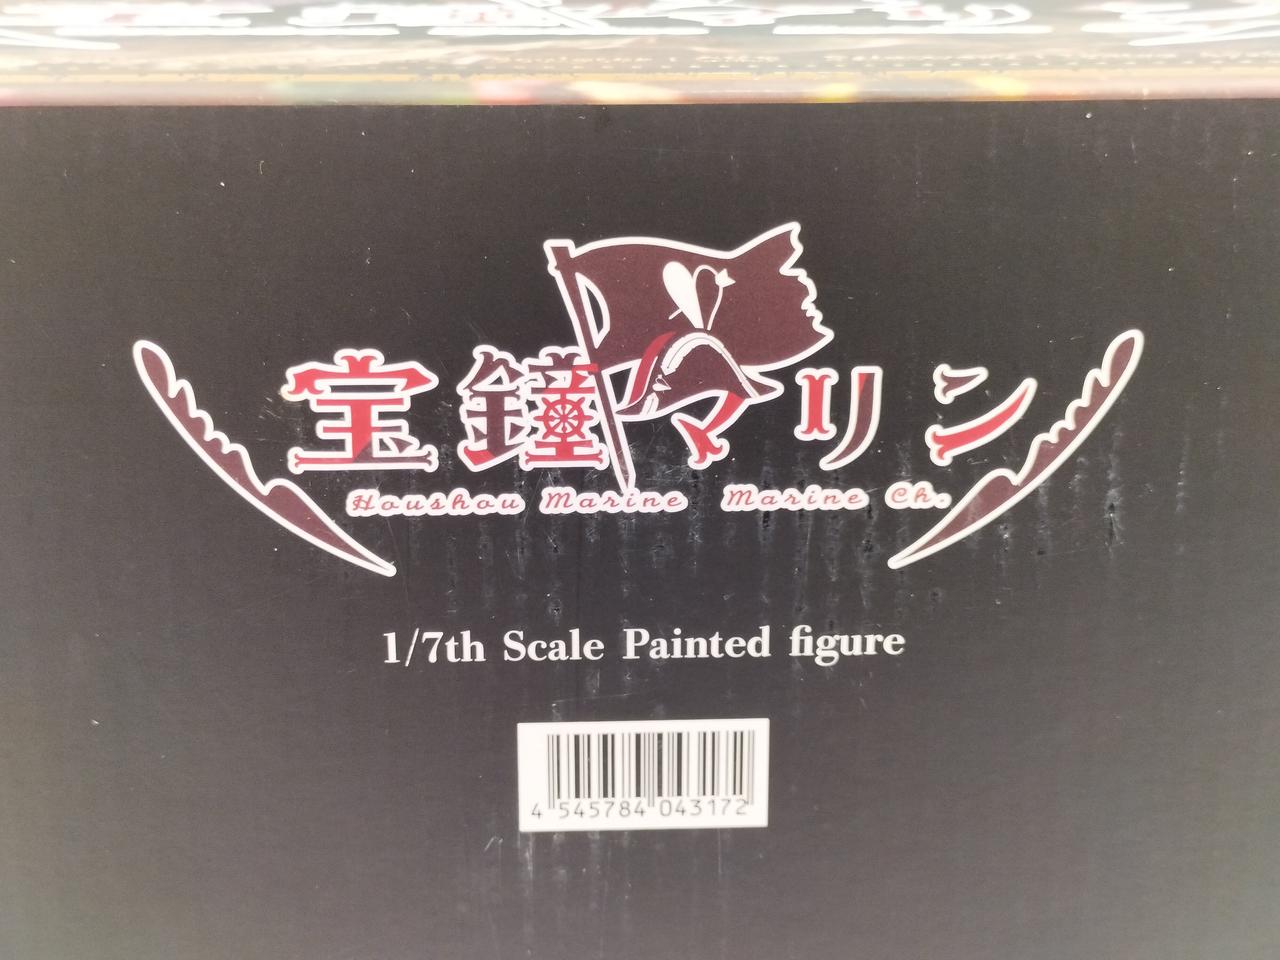 宝鐘マリン
Houshou Marine Marine Ch.
1/7th Scale Painted figure
4 545784 043172